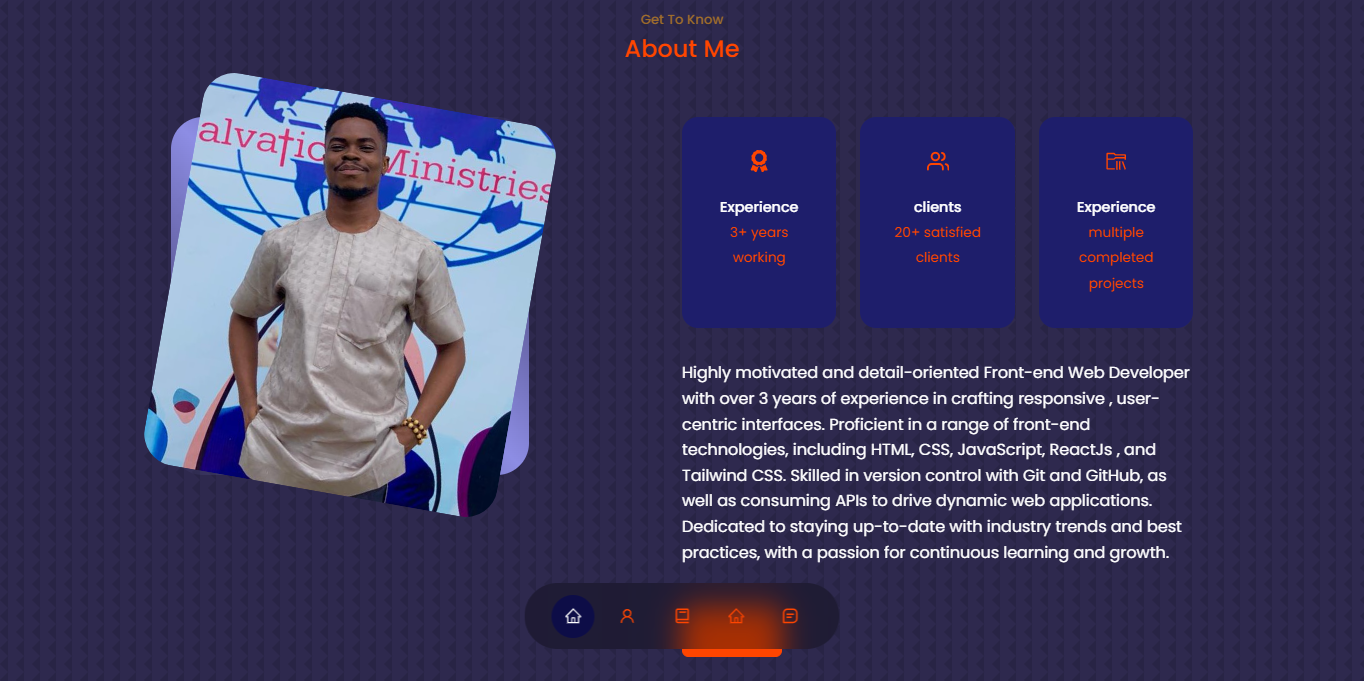 Get To Know
About Me
alvatic Ministries
Experience
3+ years
working
clients
20+ satisfied
clients
Experience
multiple
completed
projects
Highly motivated and detail-oriented Front-end Web Developer
with over 3 years of experience in crafting responsive , user-
centric interfaces. Proficient in a range of front-end
technologies, including HTML, CSS, JavaScript, ReactJs , and
Tailwind CSS. Skilled in version control with Git and GitHub, as
well as consuming APIs to drive dynamic web applications.
Dedicated to staying up-to-date with industry trends and best
practices, with a passion for continuous learning and growth.